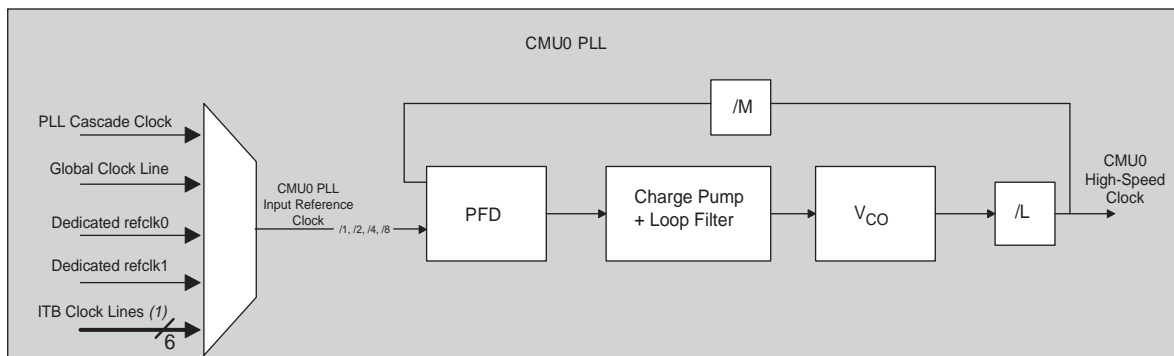 CMU0 PLL
PLL Cascade Clock
Global Clock Line
Dedicated refclk0
Dedicated refclk1
ITB Clock Lines (1)
6
CMU0 PLL
Input Reference
Clock
/1, /2, /4, /8
/M
PFD
Charge Pump
+ Loop Filter
VCO
/L
CMU0
High-Speed
Clock